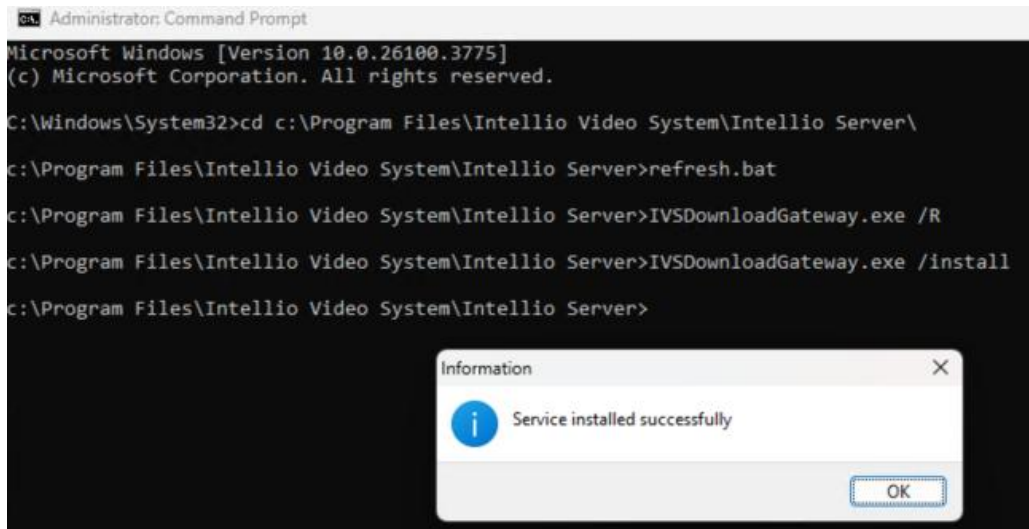 Administrator: Command Prompt
Microsoft Windows [Version 10.0.26100.3775]
(c) Microsoft Corporation. All rights reserved.
C:\Windows\System32>cd c:\Program Files\Intellio Video System\Intellio Server\
c:\Program Files\Intellio Video System\Intellio Server>refresh.bat
c:\Program Files\Intellio Video System\Intellio Server>IVSDownloadGateway.exe /R
c:\Program Files\Intellio Video System\Intellio Server>IVSDownloadGateway.exe /install
c:\Program Files\Intellio Video System\Intellio Server>
Information
Service installed successfully
OK